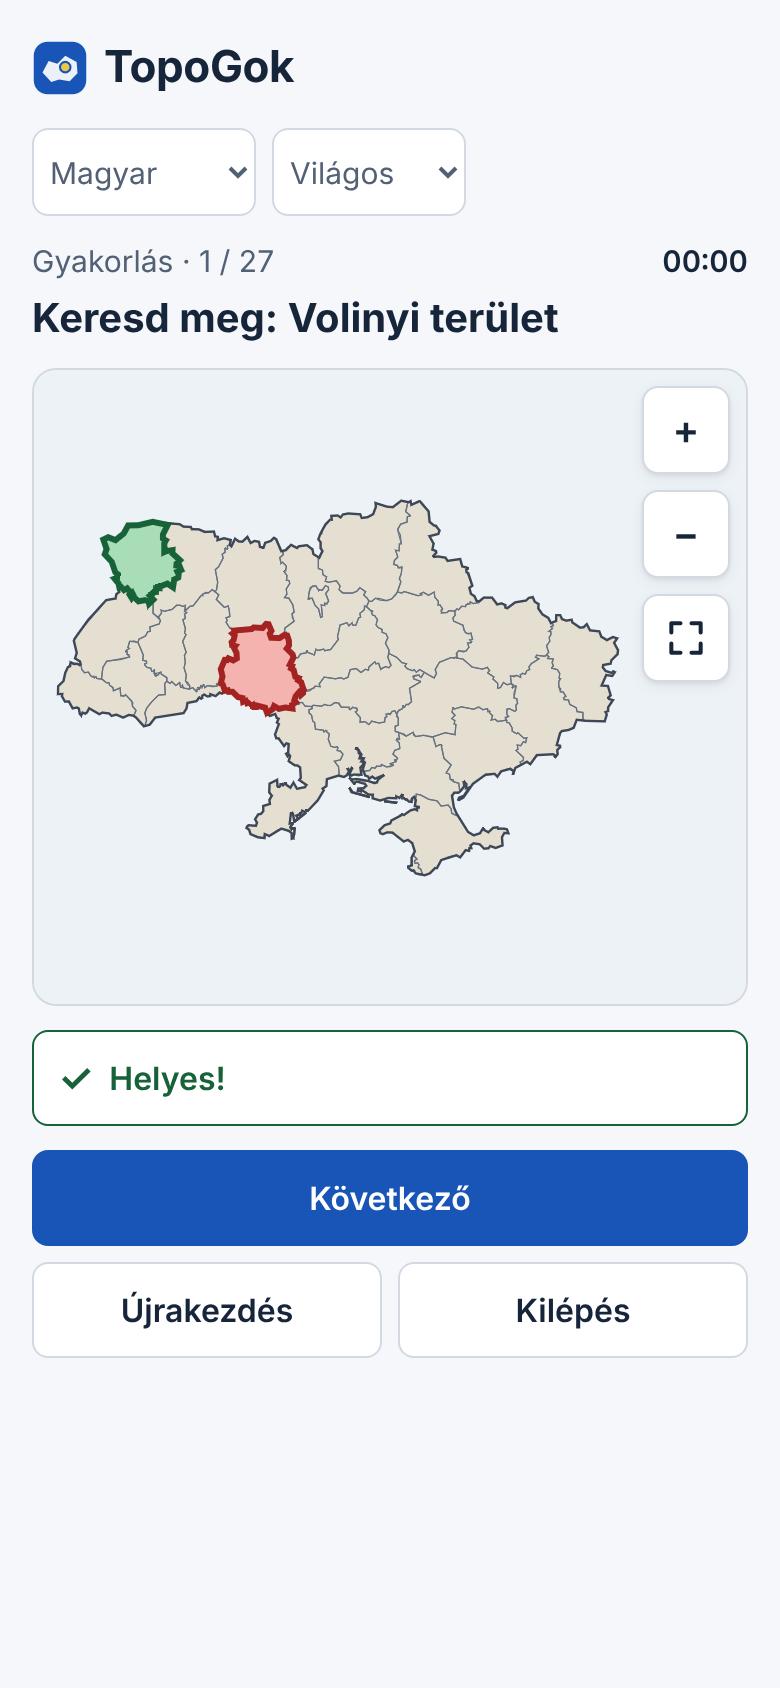 TopoGok
Magyar
Világos
Gyakorlás · 1 / 27
00:00
Keresd meg: Volinyi terület
+
−
Helyes!
Következő
Újrakezdés
Kilépés